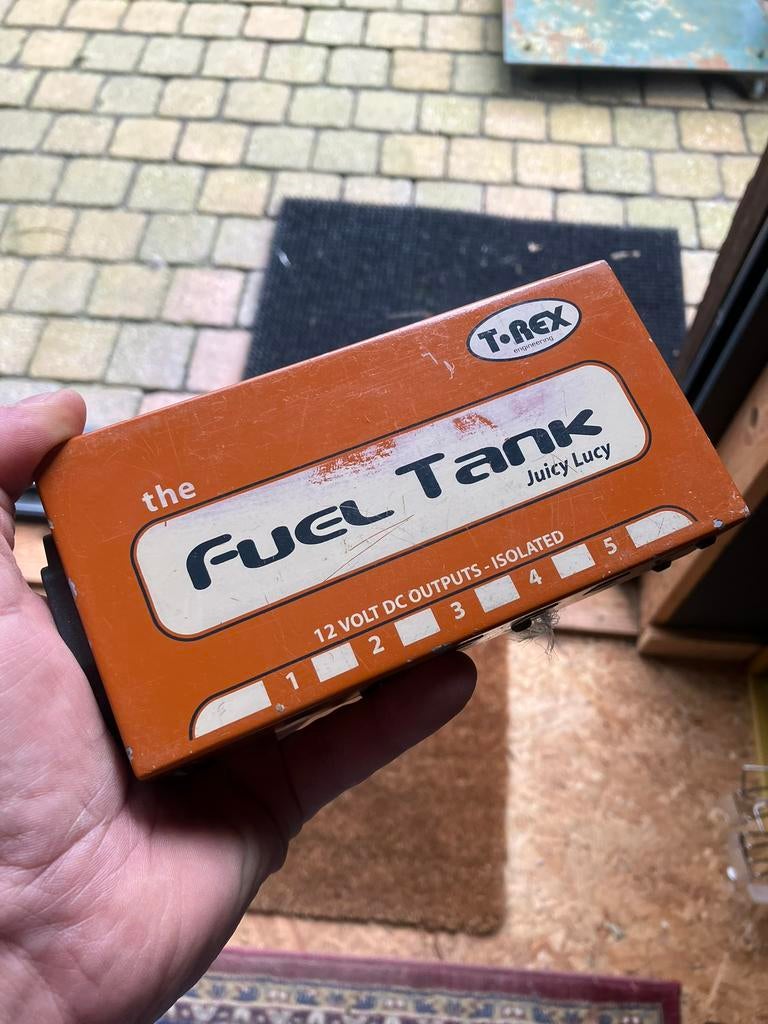 T·REX
engineering
the
FUEL TANK
Juicy Lucy
12 VOLT DC OUTPUTS - ISOLATED
1 2 3 4 5